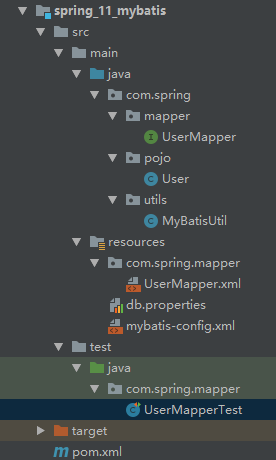 spring_11_mybatis
src
main
java
com.spring
mapper
UserMapper
pojo
User
utils
MyBatisUtil
resources
com.spring.mapper
UserMapper.xml
db.properties
mybatis-config.xml
test
java
com.spring.mapper
UserMapperTest
target
pom.xml